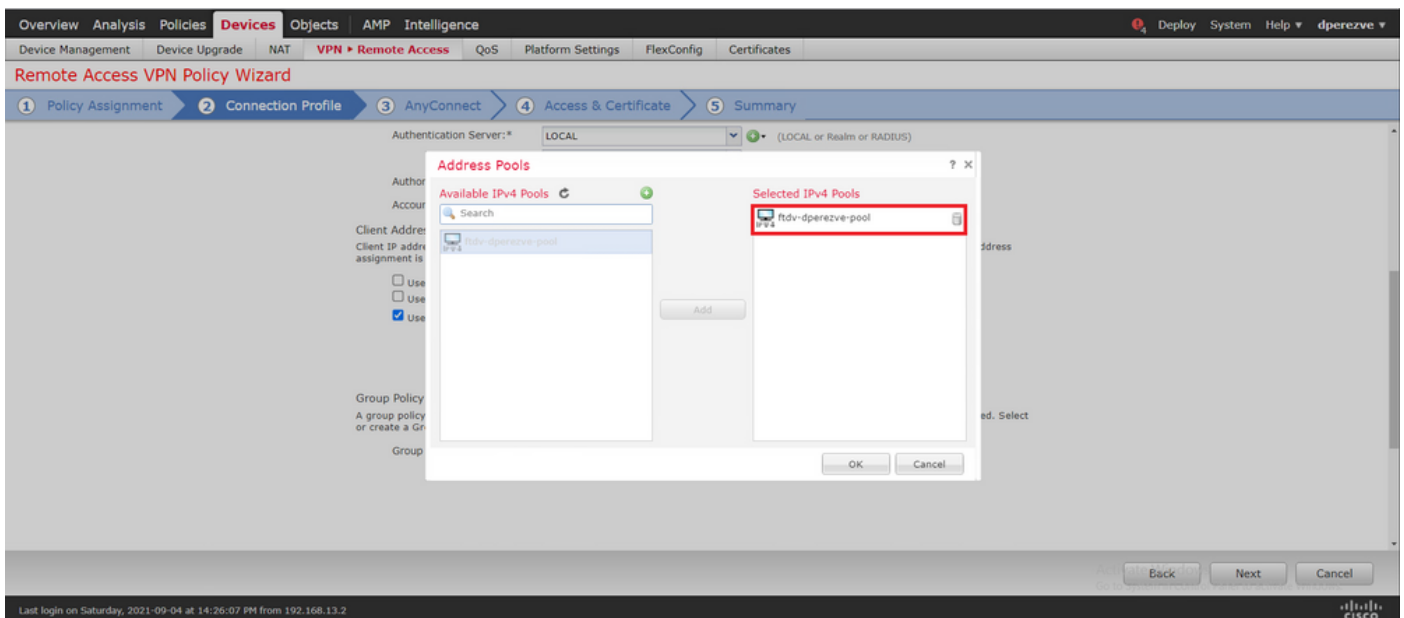 Overview Analysis Policies Devices Objects AMP Intelligence Deploy System Help dperezve
Device Management Device Upgrade NAT VPN Remote Access QoS Platform Settings FlexConfig Certificates
Remote Access VPN Policy Wizard
1 Policy Assignment 2 Connection Profile 3 AnyConnect 4 Access & Certificate 5 Summary
Authentication Server:* LOCAL (LOCAL or Realm or RADIUS)
Address Pools ? ×
Author
Available IPv4 Pools Selected IPv4 Pools
Accour
Search
ftdv-dperezve-pool
IPv4
Client Addres
ftdv-dperezve-pool
IPv4
Client IP addre ddress
assignment is
Use
Use
Use
Add
Group Policy
A group policy ed. Select
or create a Gr
Group
OK Cancel
Back Next Cancel
Last login on Saturday, 2021-09-04 at 14:26:07 PM from 192.168.13.2
CISCO